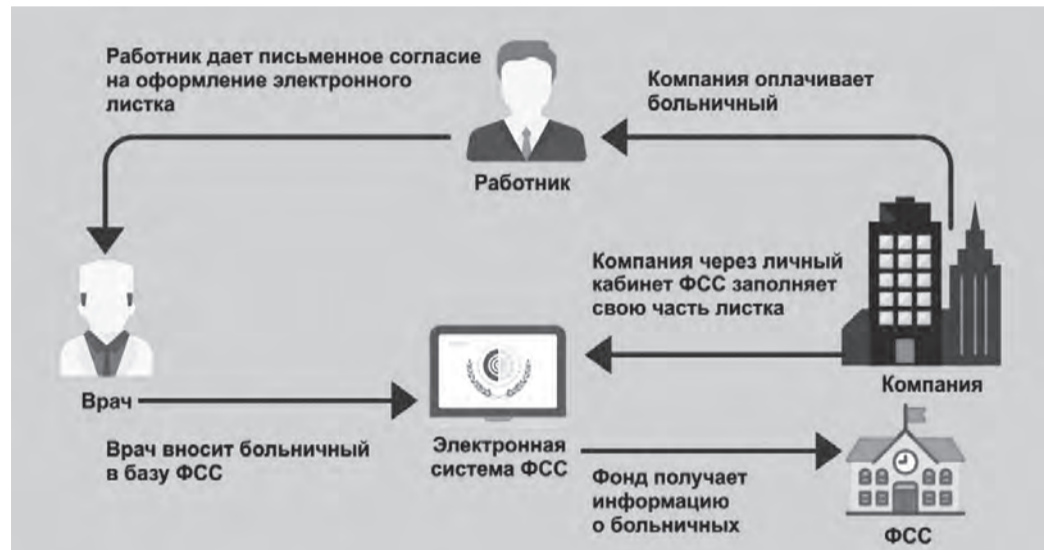 Работник дает письменное согласие
на оформление электронного
листка
Компания оплачивает
больничный
Работник
Компания через личный
кабинет ФСС заполняет
свою часть листка
Компания
Врач
Врач вносит больничный
в базу ФСС
Электронная
система ФСС
Фонд получает
информацию
о больничных
ФСС